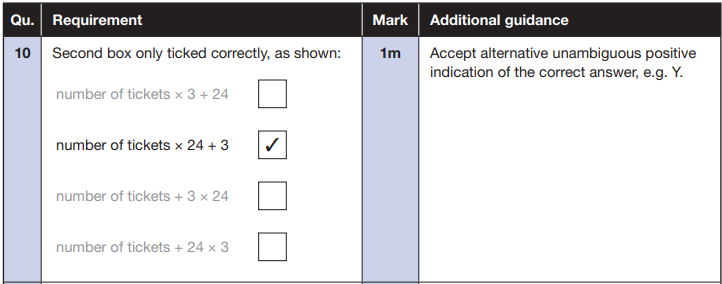 Qu. Requirement Mark Additional guidance
10 Second box only ticked correctly, as shown: 1m Accept alternative unambiguous positive
indication of the correct answer, e.g. Y.
number of tickets × 3 + 24
number of tickets × 24 + 3 ✓
number of tickets + 3 × 24
number of tickets + 24 × 3